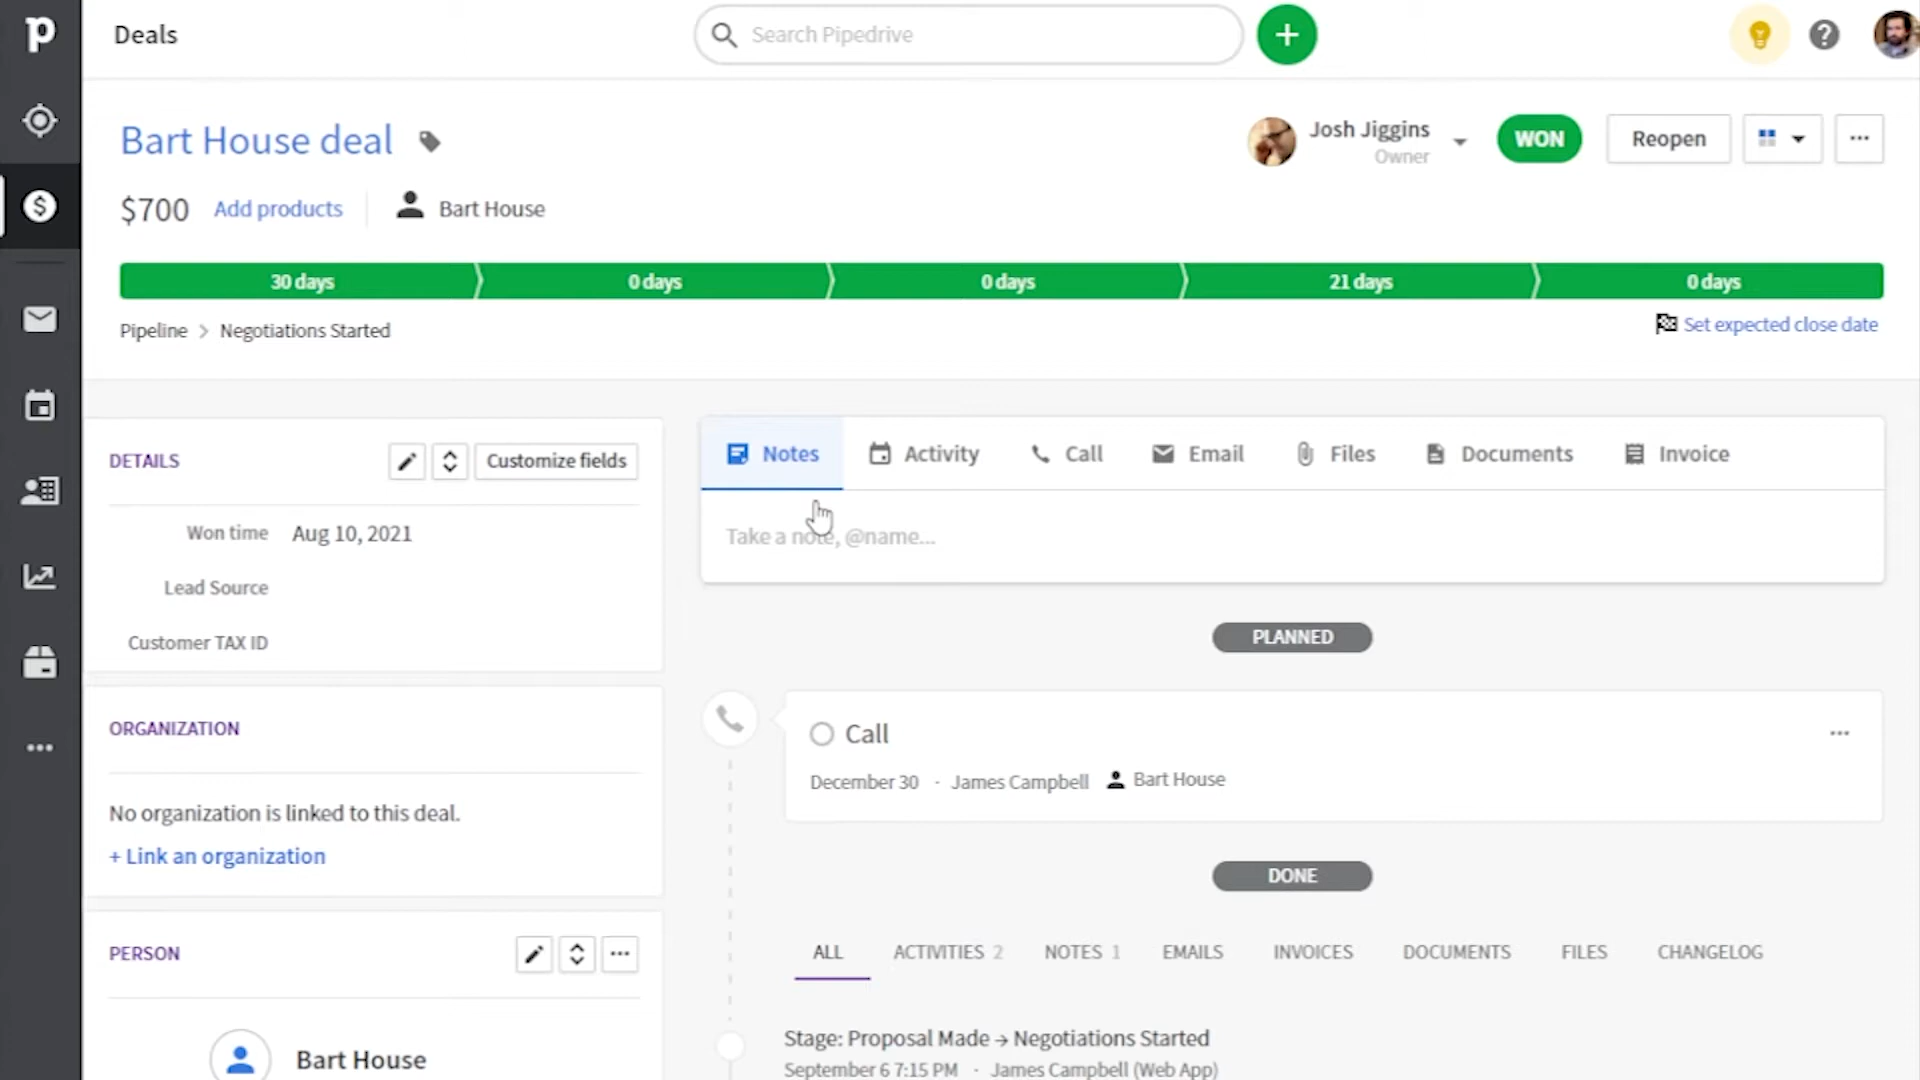 Deals
Search Pipedrive
Bart House deal
Josh Jiggins
Owner
WON
Reopen
$700 Add products Bart House
30 days 0 days 0 days 21 days 0 days
Pipeline > Negotiations Started
Set expected close date
DETAILS
Customize fields
Won time Aug 10, 2021
Lead Source
Customer TAX ID
ORGANIZATION
No organization is linked to this deal.
+ Link an organization
PERSON
Bart House
Notes Activity Call Email Files Documents Invoice
Take a note, @name...
PLANNED
Call
December 30 · James Campbell Bart House
DONE
ALL ACTIVITIES 2 NOTES 1 EMAILS INVOICES DOCUMENTS FILES CHANGELOG
Stage: Proposal Made → Negotiations Started
September 6 7:15 PM · James Campbell (Web App)